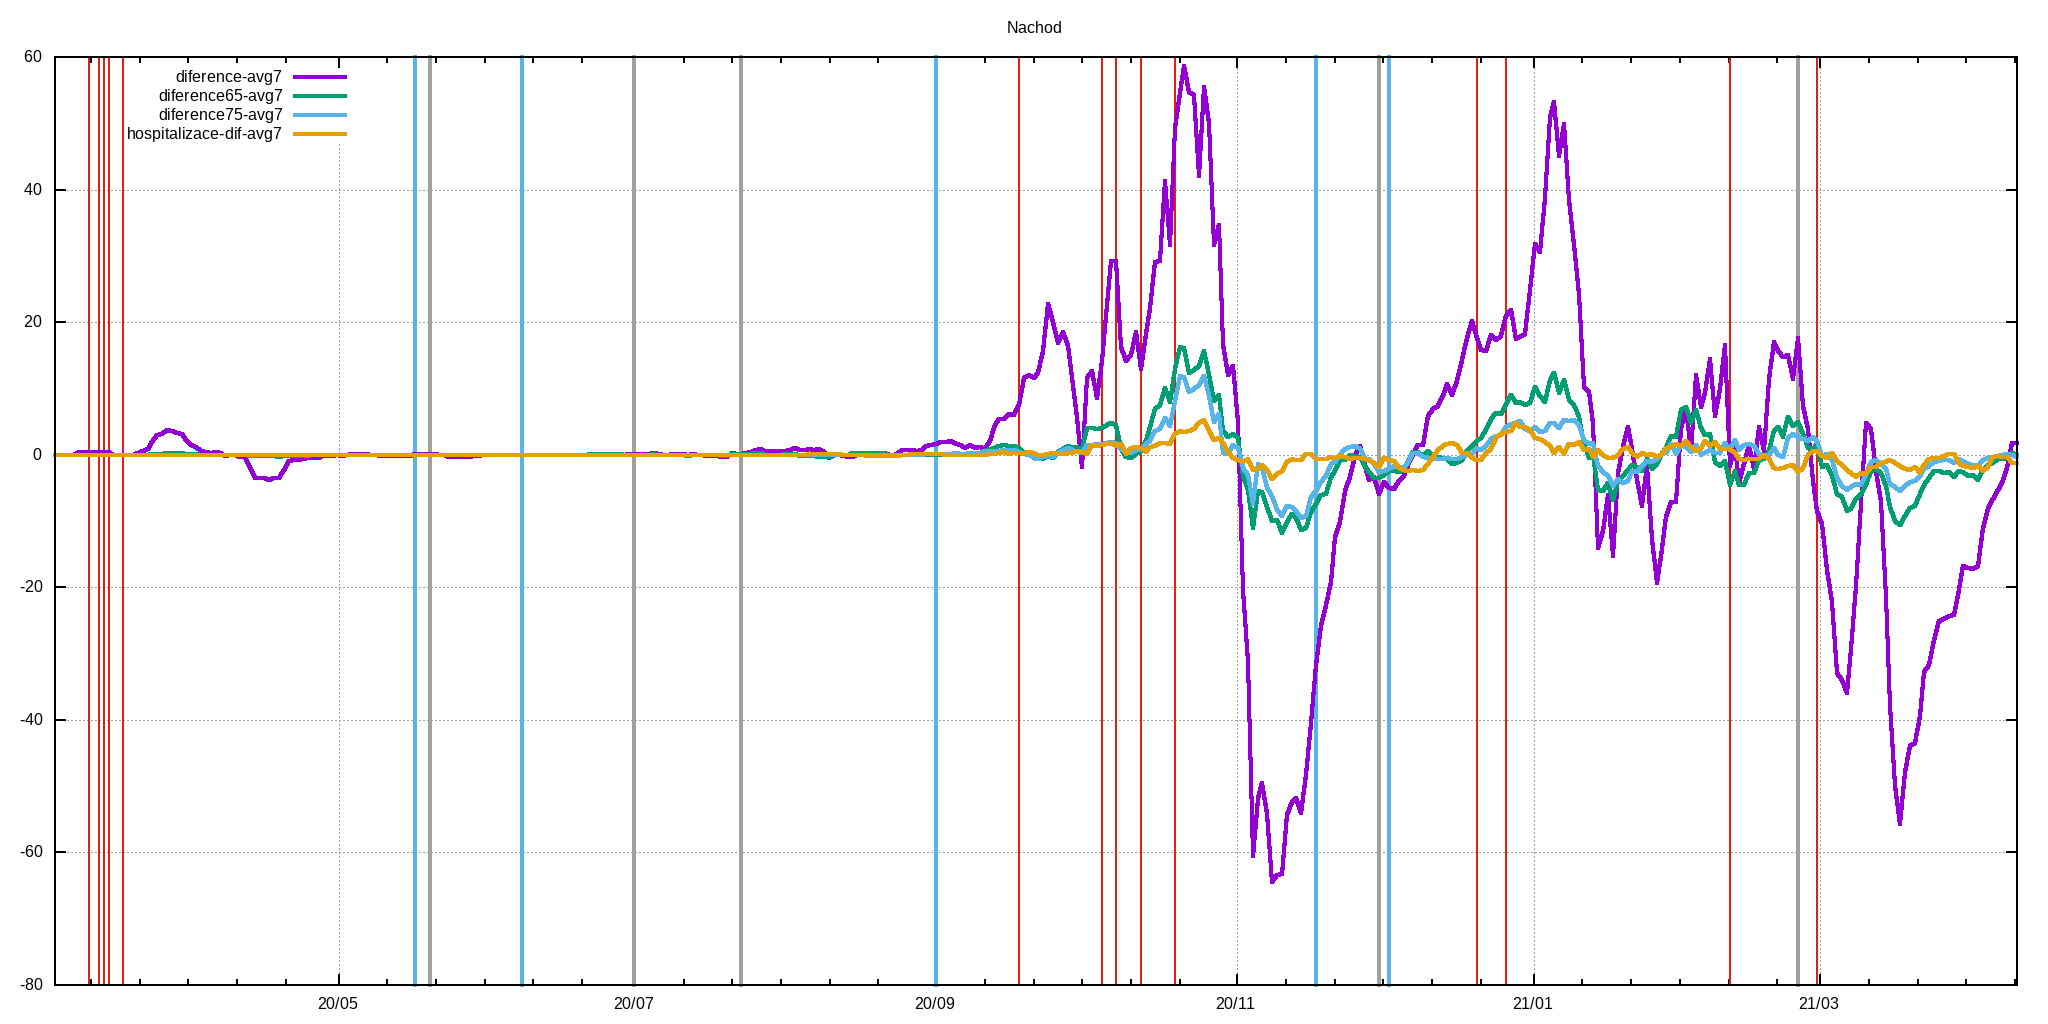 Nachod
60
diference-avg7
diference65-avg7
diference75-avg7
hospitalizace-dif-avg7
40
20
0
-20
-40
-60
-80
20/05 20/07 20/09 20/11 21/01 21/03